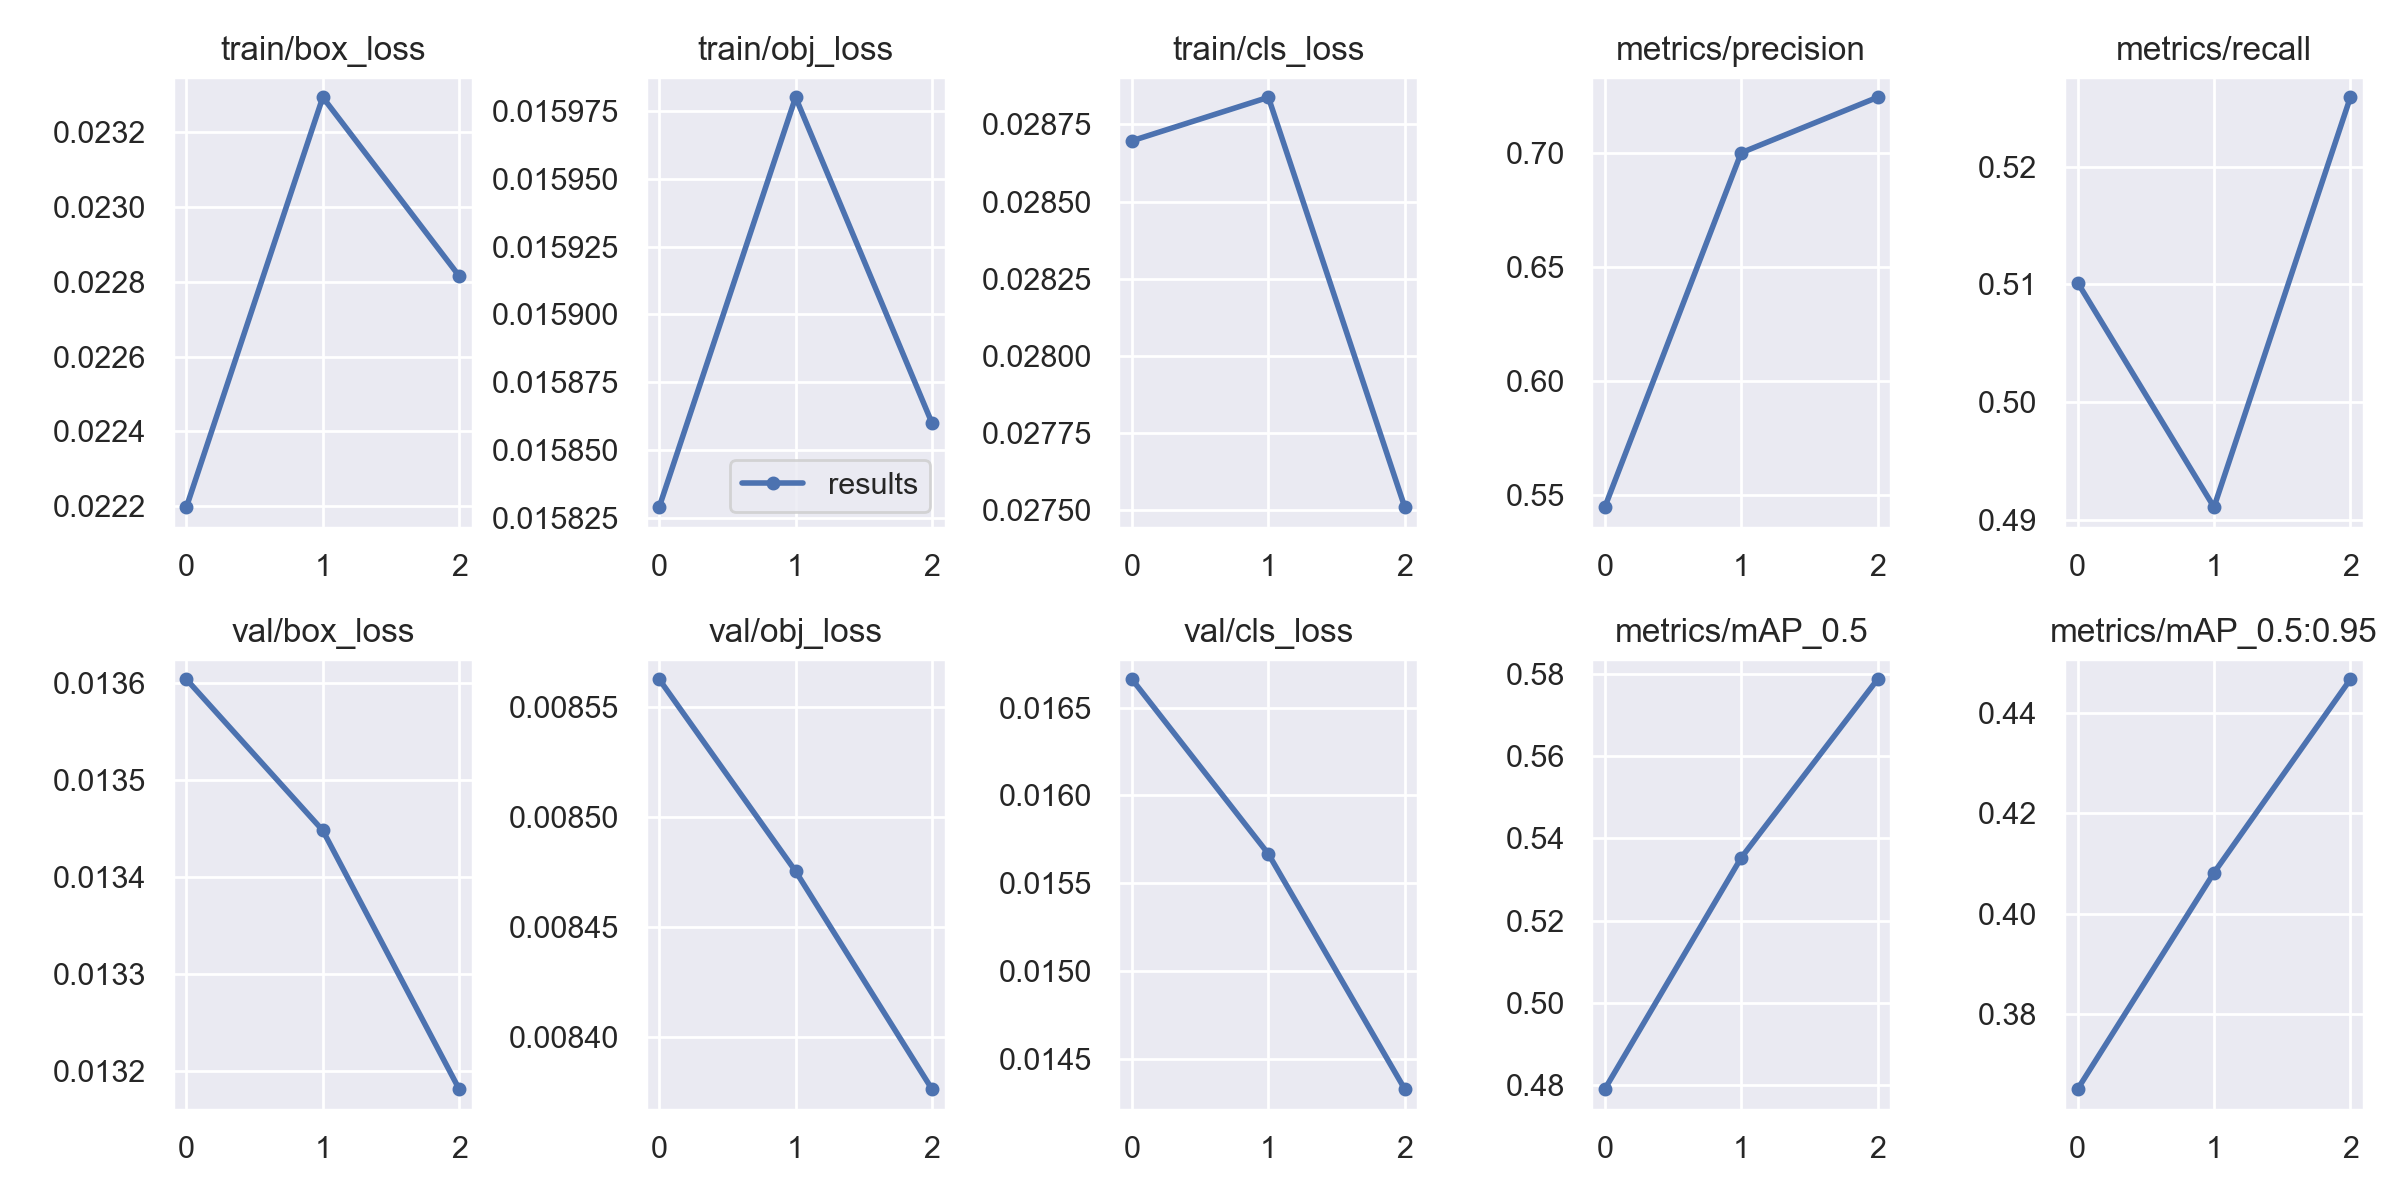 train/box_loss
0.0232
0.0230
0.0228
0.0226
0.0224
0.0222
0 1 2
train/obj_loss
0.015975
0.015950
0.015925
0.015900
0.015875
0.015850
0.015825
results
0 1 2
train/cls_loss
0.02875
0.02850
0.02825
0.02800
0.02775
0.02750
0 1 2
metrics/precision
0.70
0.65
0.60
0.55
0 1 2
metrics/recall
0.52
0.51
0.50
0.49
0 1 2
val/box_loss
0.0136
0.0135
0.0134
0.0133
0.0132
0 1 2
val/obj_loss
0.00855
0.00850
0.00845
0.00840
0 1 2
val/cls_loss
0.0165
0.0160
0.0155
0.0150
0.0145
0 1 2
metrics/mAP_0.5
0.58
0.56
0.54
0.52
0.50
0.48
0 1 2
metrics/mAP_0.5:0.95
0.44
0.42
0.40
0.38
0 1 2